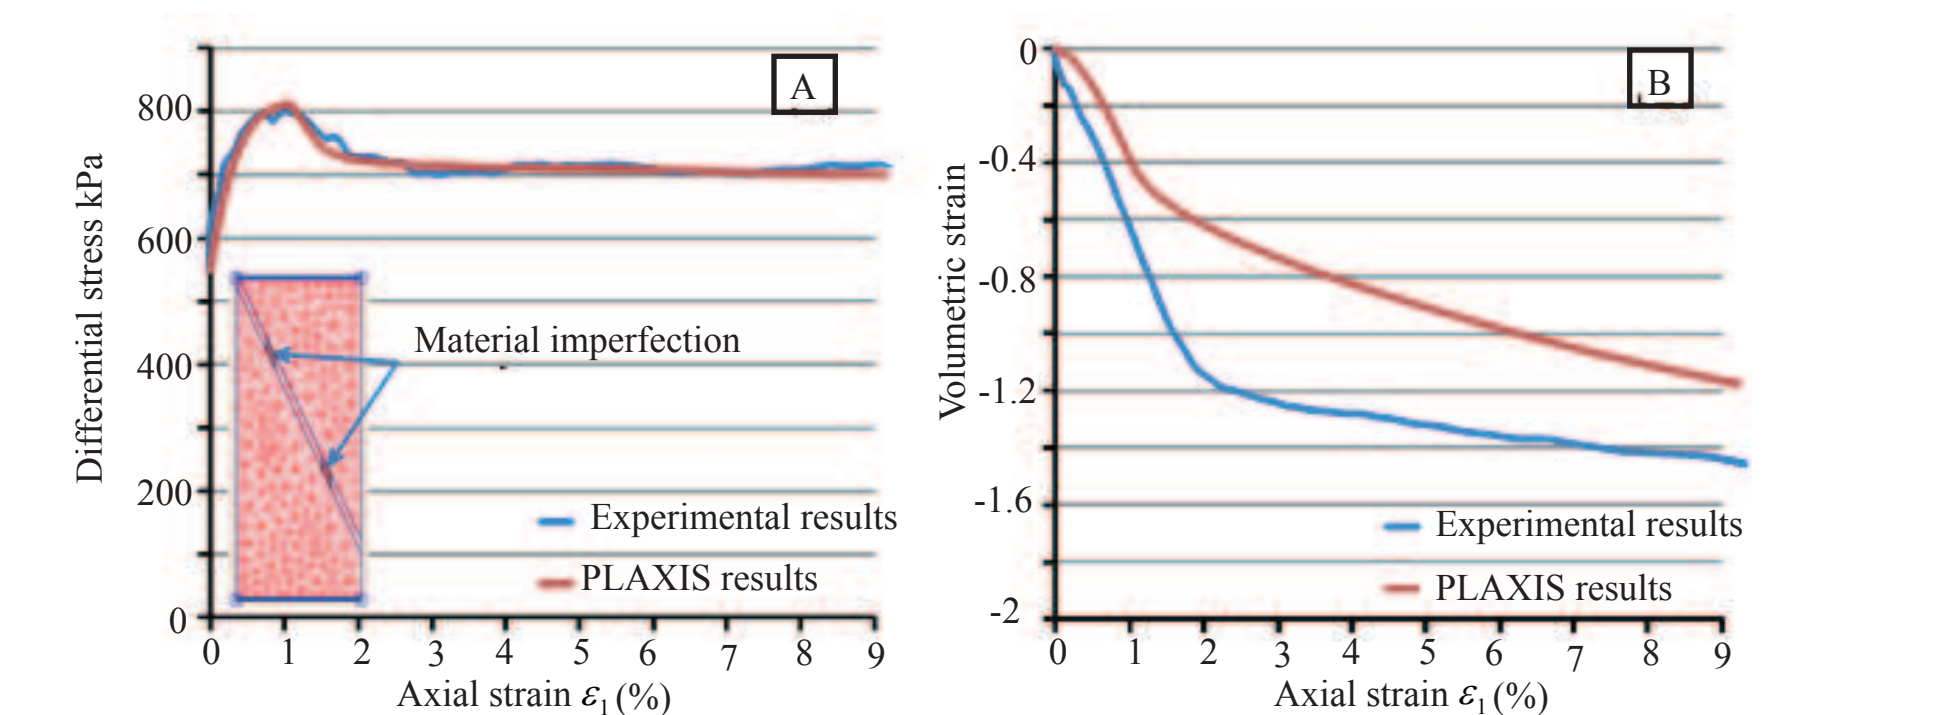 A
Differential stress kPa
800
600
400
200
0
Material imperfection
Experimental results
PLAXIS results
0 1 2 3 4 5 6 7 8 9
Axial strain ε₁ (%)
B
Volumetric strain
0
-0.4
-0.8
-1.2
-1.6
-2
Experimental results
PLAXIS results
0 1 2 3 4 5 6 7 8 9
Axial strain ε₁ (%)